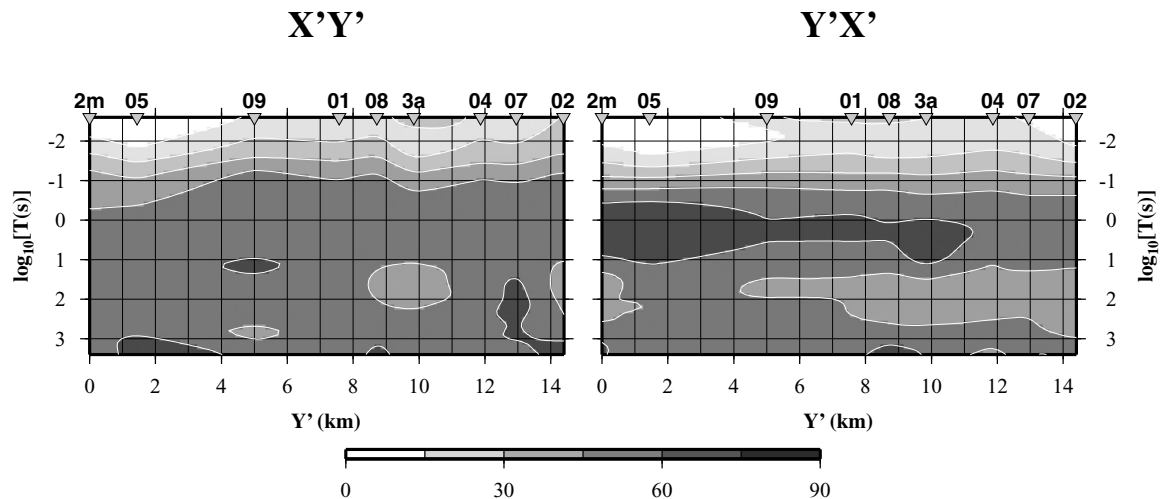 X'Y' Y'X'
2m 05 09 01 08 3a 04 07 02 2m 05 09 01 08 3a 04 07 02
-2 -2
-1 -1
0 0
1 1
2 2
3 3
log10[T(s)] log10[T(s)]
0 2 4 6 8 10 12 14 0 2 4 6 8 10 12 14
Y' (km) Y' (km)
0 30 60 90